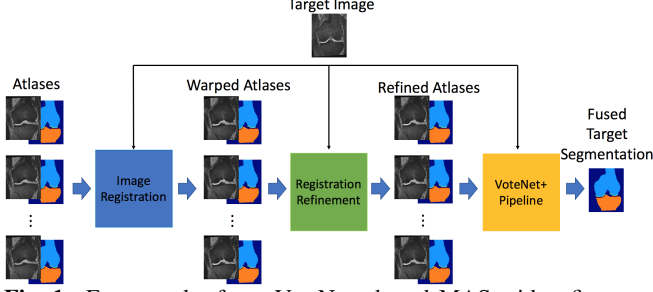 Target Image
Atlases
Warped Atlases
Refined Atlases
Fused
Target
Segmentation
Image
Registration
Registration
Refinement
VoteNet+
Pipeline